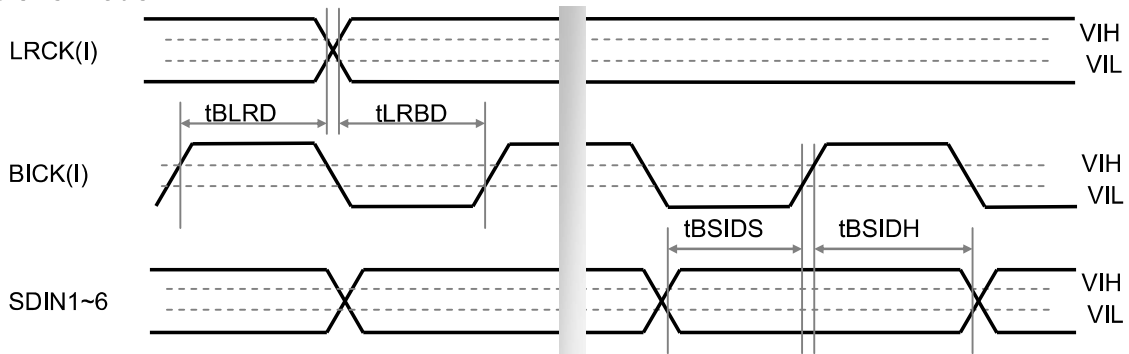 LRCK(I)
VIH
VIL
tBLRD
tLRBD
BICK(I)
VIH
VIL
tBSIDS
tBSIDH
SDIN1~6
VIH
VIL